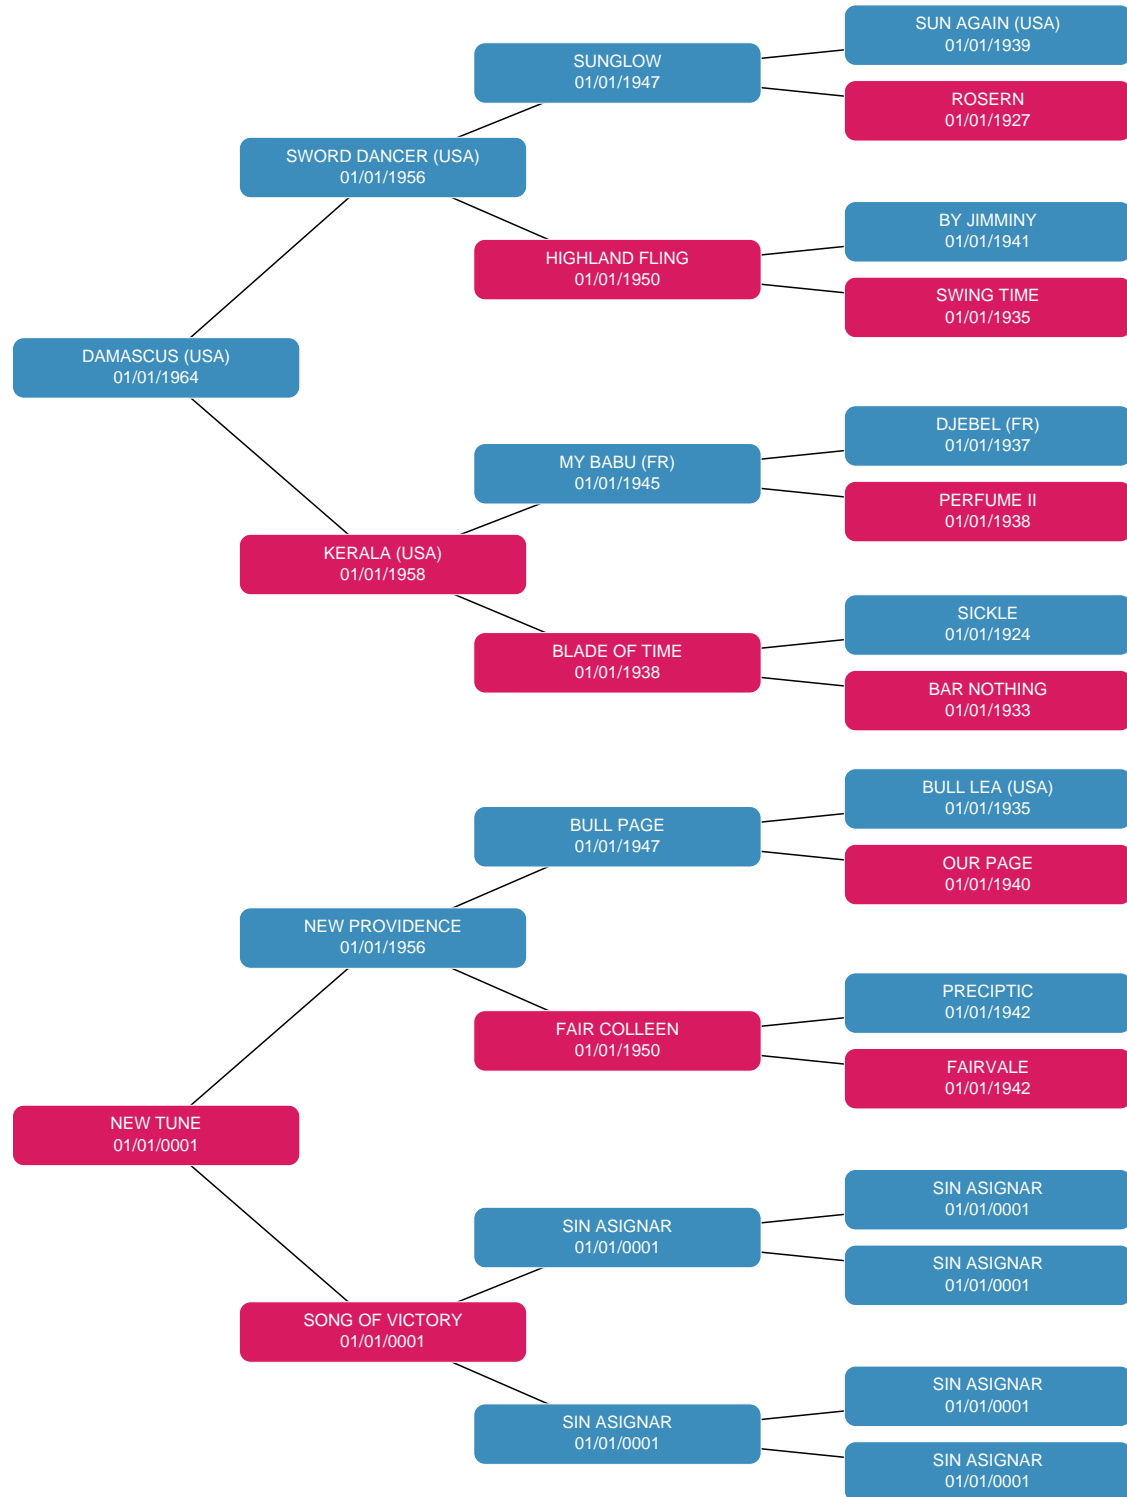 SUN AGAIN (USA)
01/01/1939
SUNGLOW
01/01/1947
ROSERN
01/01/1927
SWORD DANCER (USA)
01/01/1956
BY JIMMINY
01/01/1941
HIGHLAND FLING
01/01/1950
SWING TIME
01/01/1935
DAMASCUS (USA)
01/01/1964
DJEBEL (FR)
01/01/1937
MY BABU (FR)
01/01/1945
PERFUME II
01/01/1938
KERALA (USA)
01/01/1958
SICKLE
01/01/1924
BLADE OF TIME
01/01/1938
BAR NOTHING
01/01/1933
BULL LEA (USA)
01/01/1935
BULL PAGE
01/01/1947
OUR PAGE
01/01/1940
NEW PROVIDENCE
01/01/1956
PRECIPTIC
01/01/1942
FAIR COLLEEN
01/01/1950
FAIRVALE
01/01/1942
NEW TUNE
01/01/0001
SIN ASIGNAR
01/01/0001
SIN ASIGNAR
01/01/0001
SIN ASIGNAR
01/01/0001
SONG OF VICTORY
01/01/0001
SIN ASIGNAR
01/01/0001
SIN ASIGNAR
01/01/0001
SIN ASIGNAR
01/01/0001